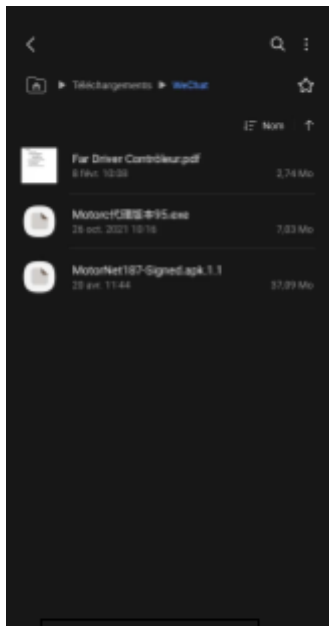 Téléchargements WeChat
Nom
Far Driver Contrôleur.pdf
8 févr. 10:08 2,74 Mo
Motorc代理版本95.exe
26 oct. 2021 10:16 7,03 Mo
MotorNet187-Signed.apk.1.1
20 avr. 11:44 37,09 Mo